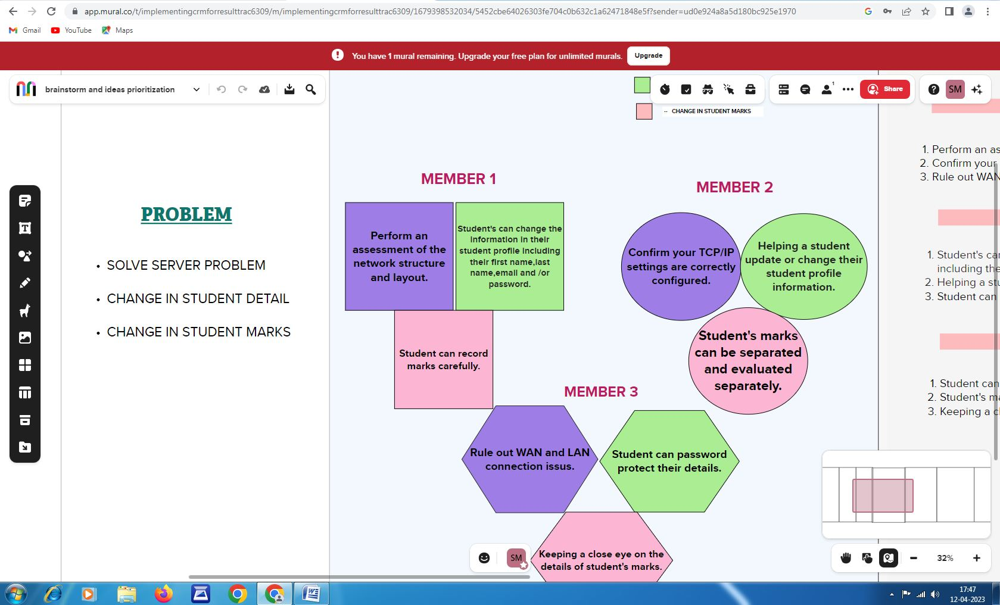 app.mural.co/t/implementingcrmforresulttrac6309/m/implementingcrmforresulttrac6309/1679398532034/5452cbe64026303fe704c0b632c1a62471848e5f?sender=ud0e924a8a5d180bc925e1970
Gmail YouTube Maps
You have 1 mural remaining. Upgrade your free plan for unlimited murals. Upgrade
brainstorm and ideas prioritization
1
Share
SM
-- CHANGE IN STUDENT MARKS
PROBLEM
• SOLVE SERVER PROBLEM
• CHANGE IN STUDENT DETAIL
• CHANGE IN STUDENT MARKS
MEMBER 1
Perform an
assessment of the
network structure
and layout.
Student's can change the
information in their
student profile including
their first name,last
name,email and /or
password.
Student can record
marks carefully.
MEMBER 2
Confirm your TCP/IP
settings are correctly
configured.
Helping a student
update or change their
student profile
information.
Student's marks
can be separated
and evaluated
separately.
MEMBER 3
Rule out WAN and LAN
connection issus.
Student can password
protect their details.
Keeping a close eye on the
details of student's marks.
1. Perform an as
2. Confirm your
3. Rule out WAN
1. Student's car
including the
2. Helping a stu
3. Student can
1. Student can
2. Student's ma
3. Keeping a c
SM
32%
17:47
12-04-2023